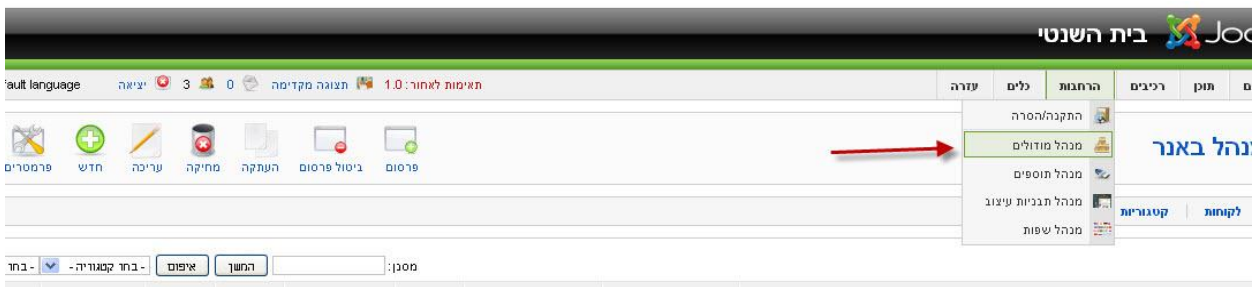 בית השנטי Joo
ם תוכן רכיבים הרחבות כלים עזרה תאימות לאחור: 1.0 תצוגה מקדימה 0 3 יציאה fault language
התקנה/הסרה
מנהל מודולים
מנהל תוספים
מנהל תבניות עיצוב
מנהל שפות
נהל באנר
פרסום ביטול פרסום העתקה מחיקה עריכה חדש פרמטרים
לקוחות קטגוריות
מסנן: המשך איפוס - בחר קטגוריה - - בחר